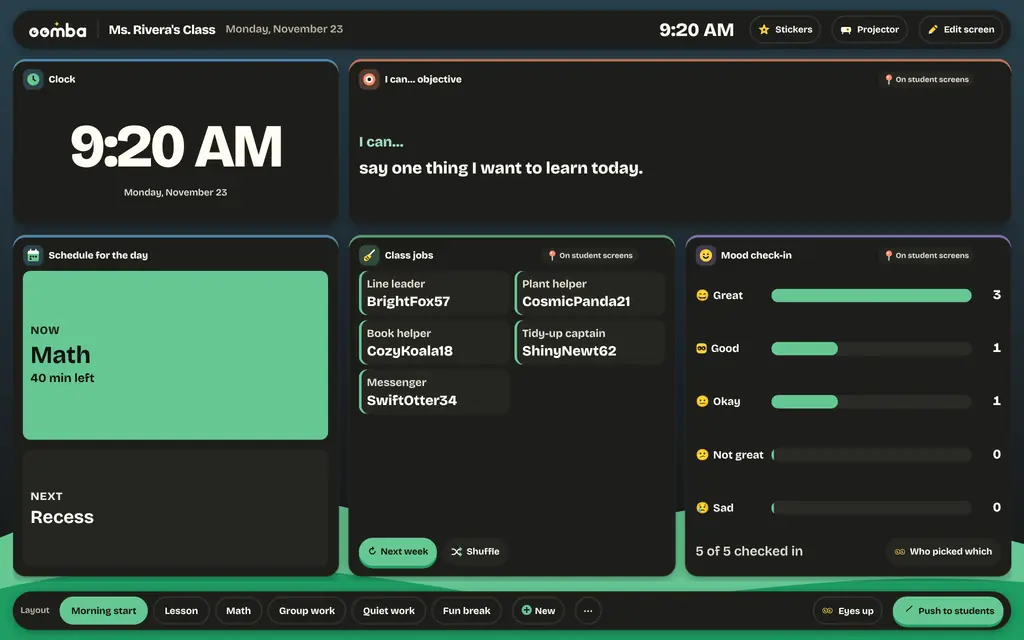 oomba
Ms. Rivera's Class
Monday, November 23
9:20 AM
Stickers
Projector
Edit screen
Clock
9:20 AM
Monday, November 23
I can... objective
On student screens
I can...
say one thing I want to learn today.
Schedule for the day
NOW
Math
40 min left
NEXT
Recess
Class jobs
On student screens
Line leader
BrightFox57
Plant helper
CosmicPanda21
Book helper
CozyKoala18
Tidy-up captain
ShinyNewt62
Messenger
SwiftOtter34
Next week
Shuffle
Mood check-in
On student screens
Great 3
Good 1
Okay 1
Not great 0
Sad 0
5 of 5 checked in
Who picked which
Layout
Morning start
Lesson
Math
Group work
Quiet work
Fun break
New
...
Eyes up
Push to students